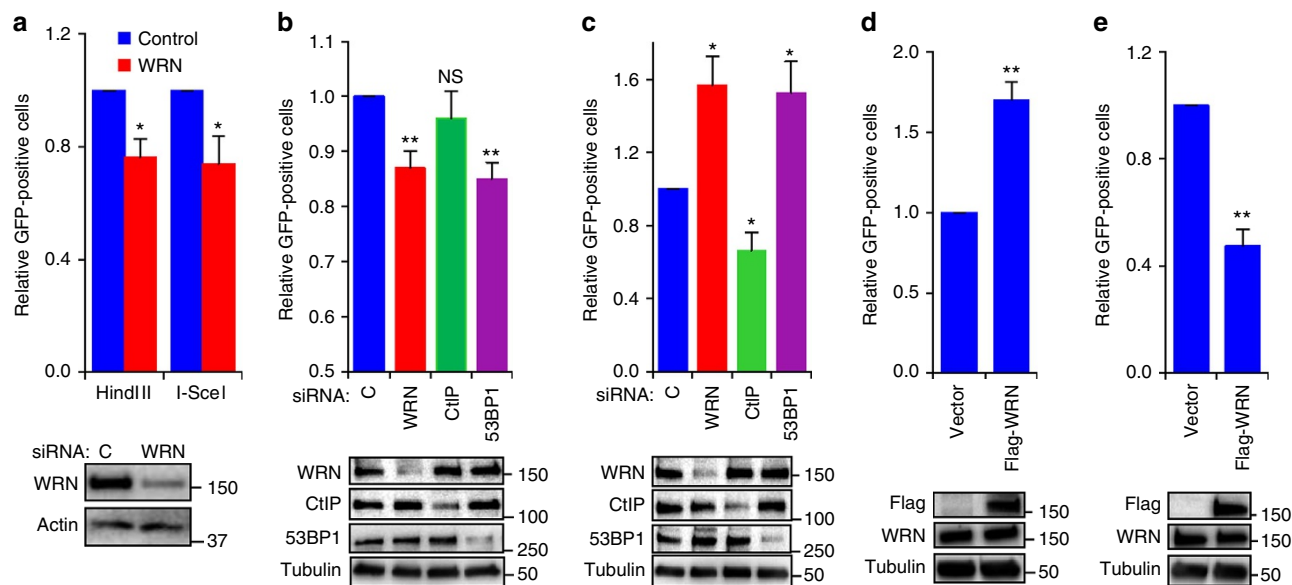 a
Relative GFP-positive cells
1.2
0.8
0.4
0.0
Control
WRN
*
*
HindIII I-SceI
siRNA: C WRN
WRN 150
Actin
37
b
Relative GFP-positive cells
1.1
1.0
0.9
0.8
0.7
0.6
0.5
**
NS
**
siRNA: C WRN CtIP 53BP1
WRN 150
CtIP
100
53BP1
250
Tubulin 50
c
Relative GFP-positive cells
1.6
1.2
0.8
0.4
0.0
*
*
*
siRNA: C WRN CtIP 53BP1
WRN 150
CtIP
100
53BP1
250
Tubulin 50
d
Relative GFP-positive cells
2.0
1.5
1.0
0.5
0.0
**
Vector Flag-WRN
Flag 150
WRN 150
Tubulin 50
e
Relative GFP-positive cells
1.2
0.8
0.4
0.0
**
Vector Flag-WRN
Flag 150
WRN 150
Tubulin 50